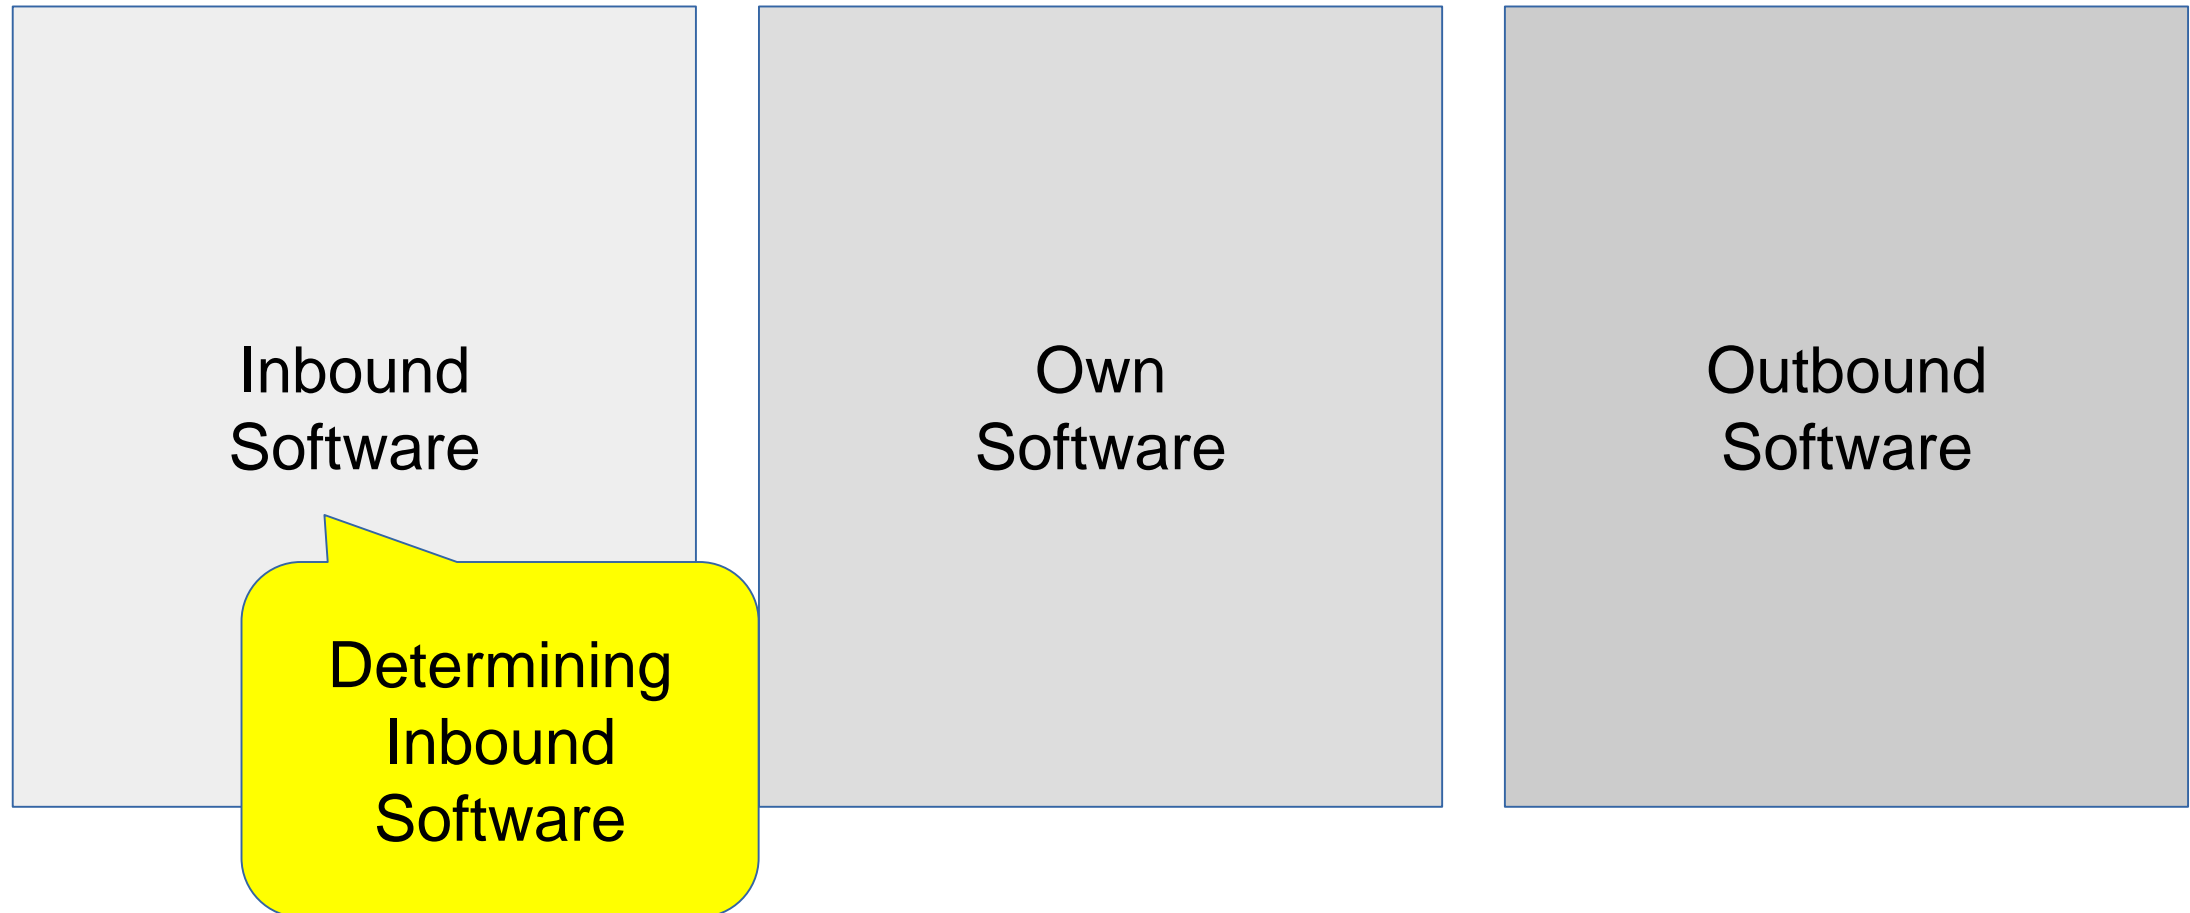 Inbound
Software
Own
Software
Outbound
Software
Determining
Inbound
Software